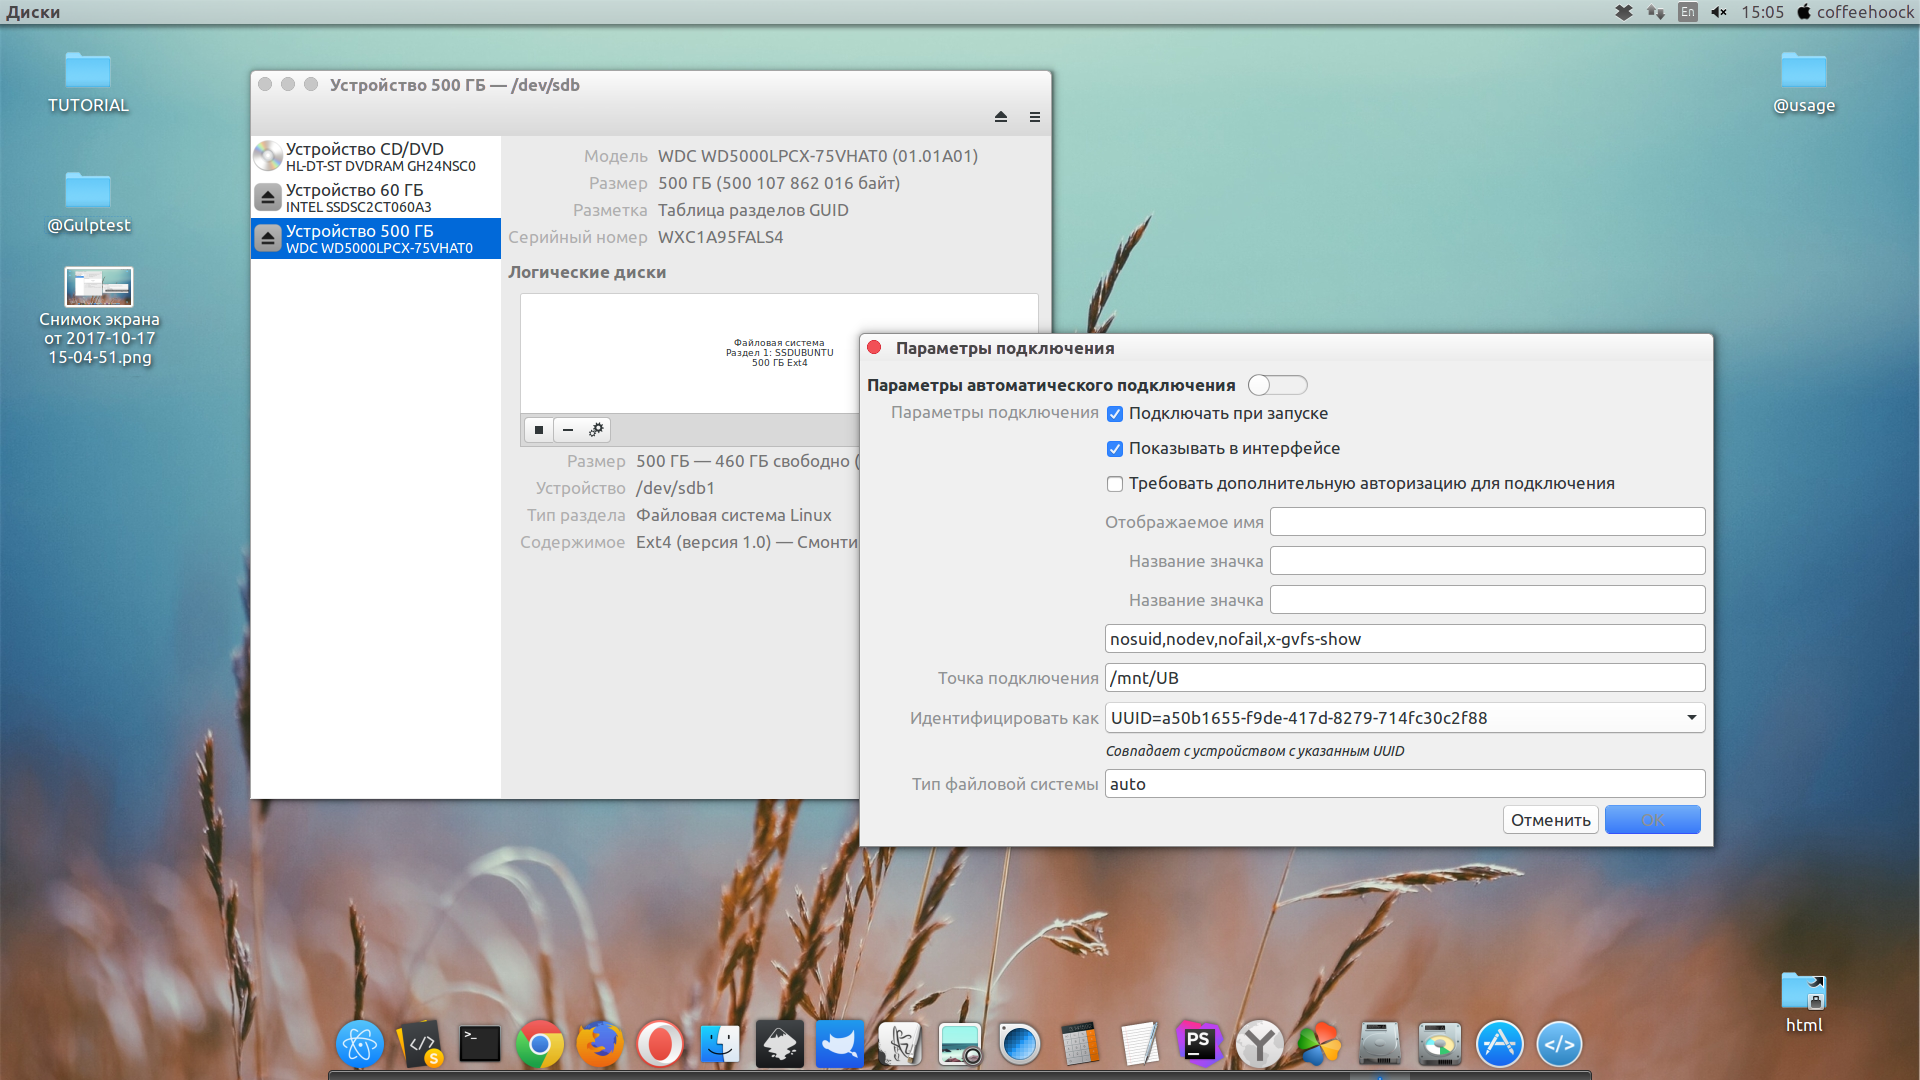 Диски
En
15:05
coffeehoock
TUTORIAL
@Gulptest
Снимок экрана
от 2017-10-17
15-04-51.png
@usage
html
Устройство 500 ГБ — /dev/sdb
Устройство CD/DVD
HL-DT-ST DVDRAM GH24NSC0
Устройство 60 ГБ
INTEL SSDSC2CT060A3
Устройство 500 ГБ
WDC WD5000LPCX-75VHAT0
Модель WDC WD5000LPCX-75VHAT0 (01.01A01)
Размер 500 ГБ (500 107 862 016 байт)
Разметка Таблица разделов GUID
Серийный номер WXC1A95FALS4
Логические диски
Файловая система
Раздел 1: SSDUBUNTU
500 ГБ Ext4
Размер 500 ГБ — 460 ГБ свободно (
Устройство /dev/sdb1
Тип раздела Файловая система Linux
Содержимое Ext4 (версия 1.0) — Смонти
Параметры подключения
Параметры автоматического подключения
Параметры подключения Подключать при запуске
Показывать в интерфейсе
Требовать дополнительную авторизацию для подключения
Отображаемое имя
Название значка
Название значка
nosuid,nodev,nofail,x-gvfs-show
Точка подключения /mnt/UB
Идентифицировать как UUID=a50b1655-f9de-417d-8279-714fc30c2f88
Совпадает с устройством с указанным UUID
Тип файловой системы auto
Отменить OK